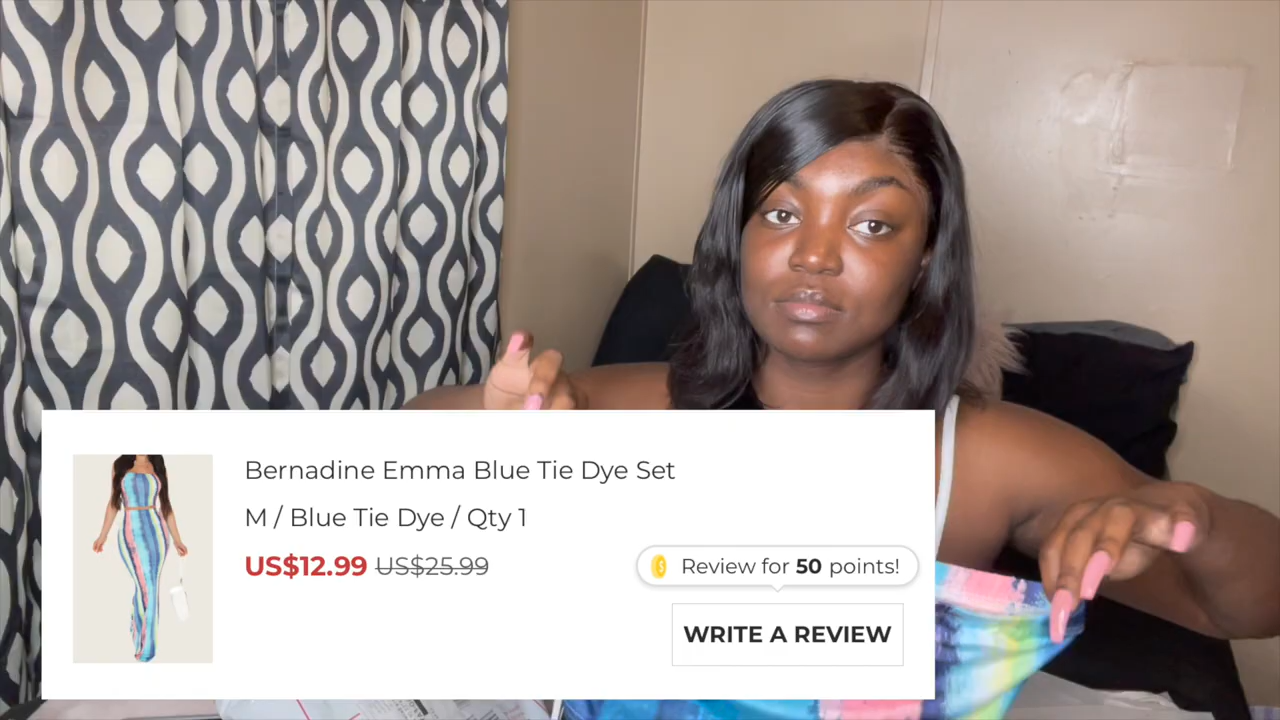 Bernadine Emma Blue Tie Dye Set
M / Blue Tie Dye / Qty 1
US$12.99 US$25.99
Review for 50 points!
WRITE A REVIEW